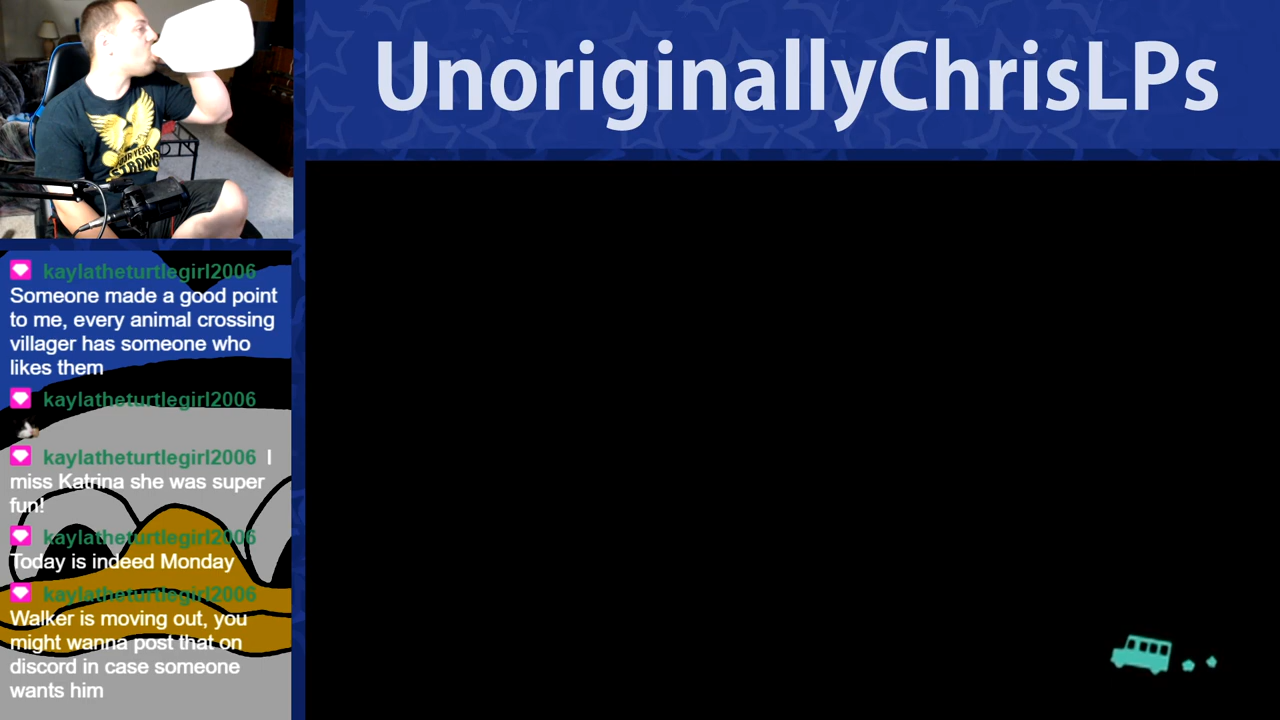 UnoriginallyChrisLPs
STRONG
kaylatheturtlegirl2006
Someone made a good point
to me, every animal crossing
villager has someone who
likes them
kaylatheturtlegirl2006
kaylatheturtlegirl2006 I
miss Katrina she was super
fun!
kaylatheturtlegirl2006
Today is indeed Monday
kaylatheturtlegirl2006
Walker is moving out, you
might wanna post that on
discord in case someone
wants him